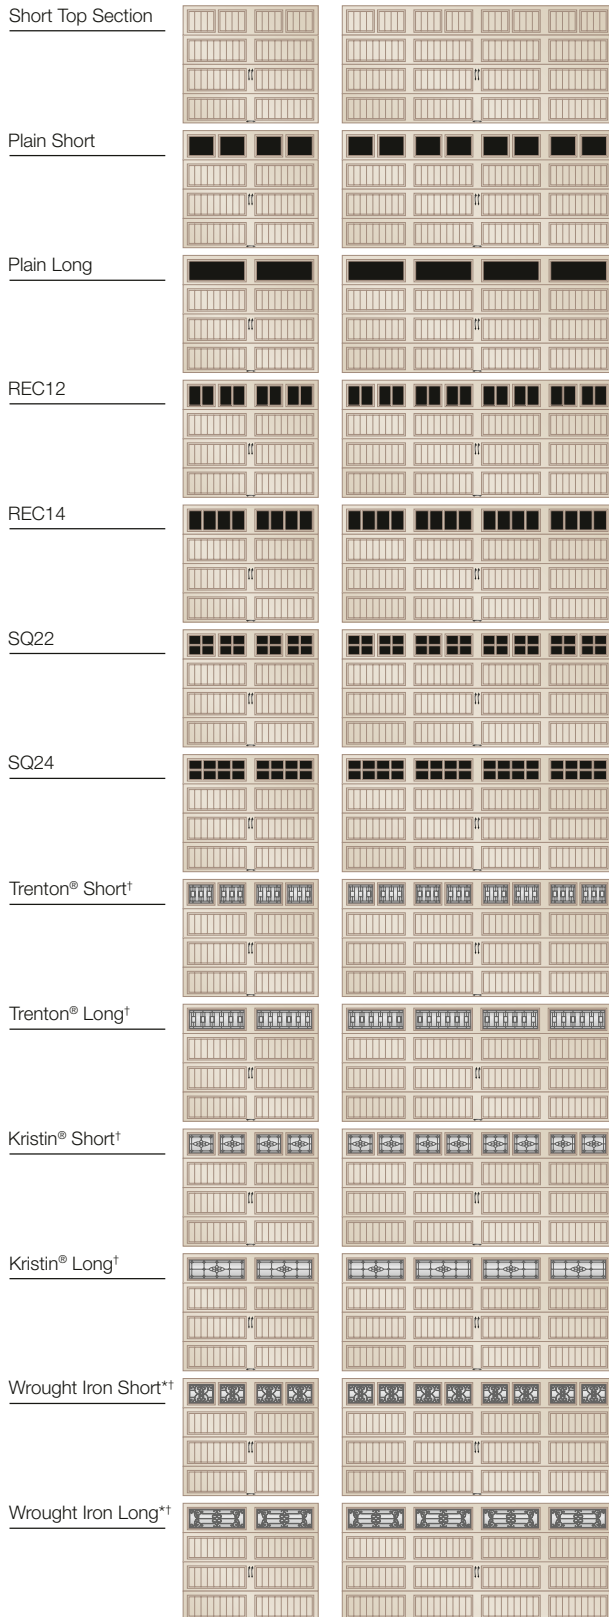 Short Top Section
Plain Short
Plain Long
REC12
REC14
SQ22
SQ24
Trenton® Short†
Trenton® Long†
Kristin® Short†
Kristin® Long†
Wrought Iron Short*†
Wrought Iron Long*†